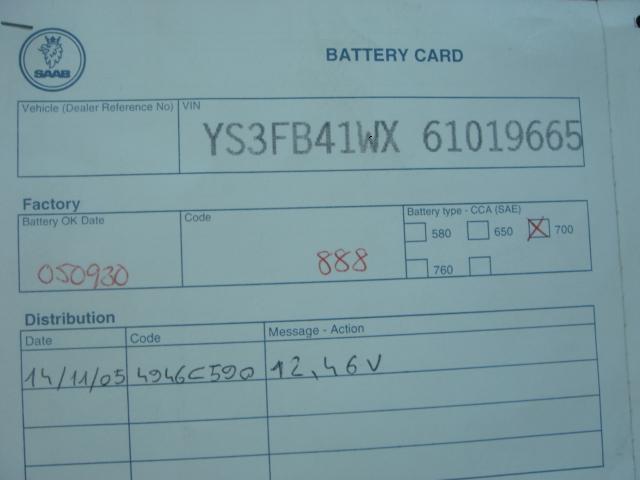 SAAB
BATTERY CARD
Vehicle (Dealer Reference No) VIN
YS3FB41WX 61019665
Factory
Battery OK Date Code Battery type - CCA (SAE)
580 650 700
050930 888
760
Distribution
Date Code Message - Action
14/11/05 4946C590 12,46V